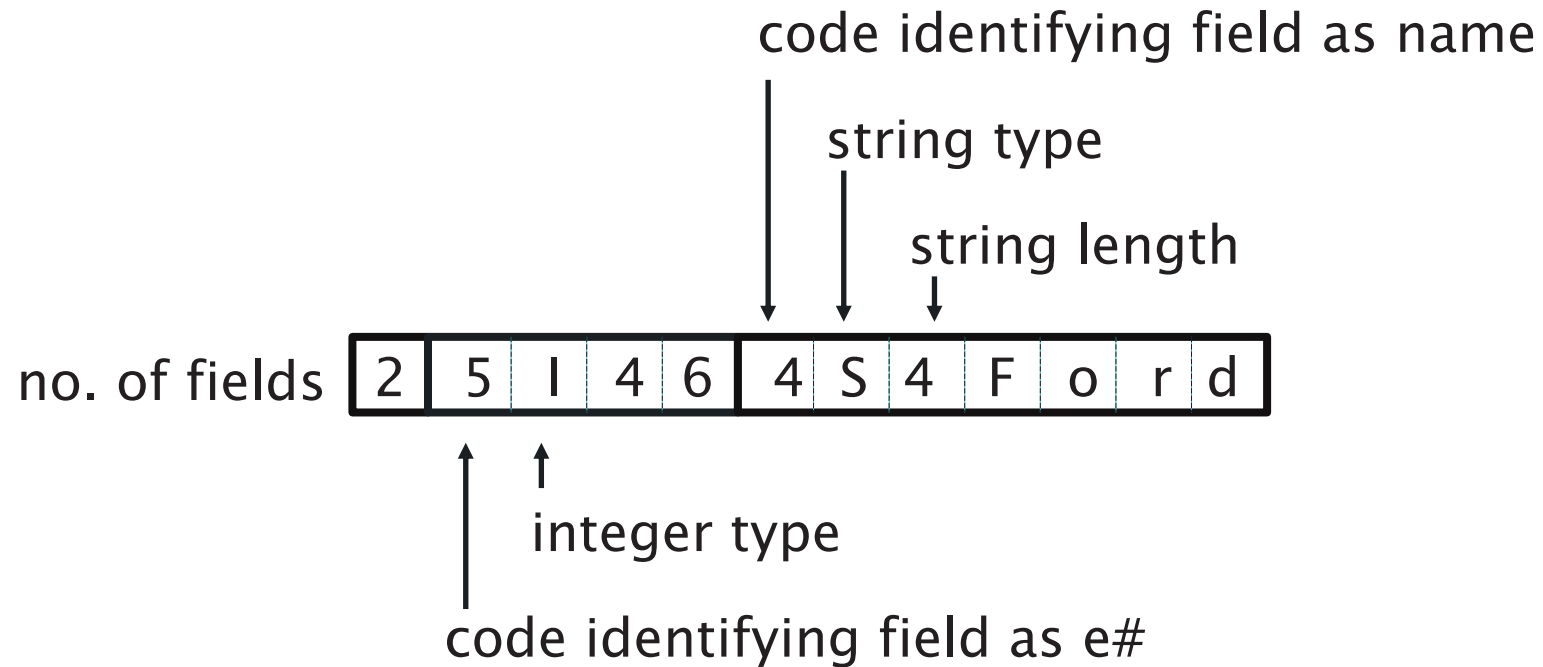 code identifying field as name
string type
string length
no. of fields 2 5 I 4 6 4 S 4 F o r d
integer type
code identifying field as e#